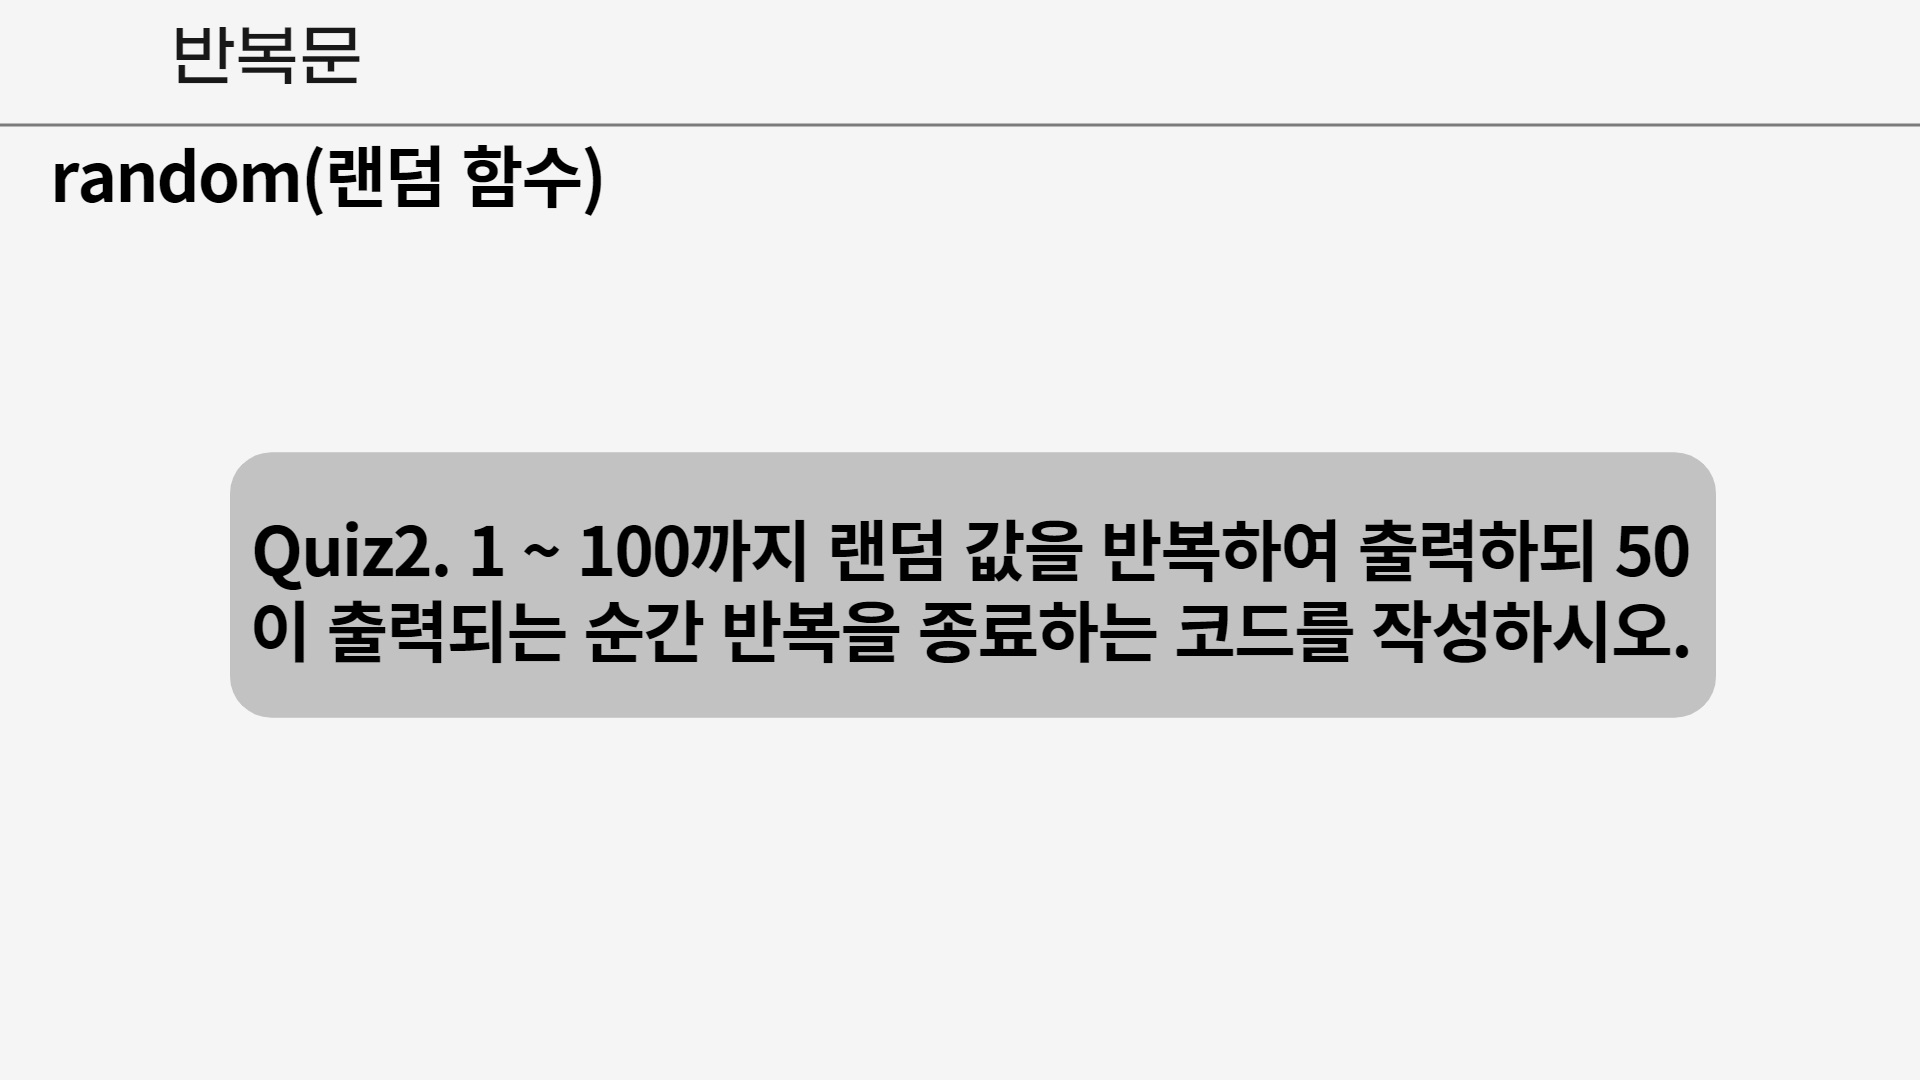 반복문
random(랜덤 함수)
Quiz2. 1 ~ 100까지 랜덤 값을 반복하여 출력하되 50
이 출력되는 순간 반복을 종료하는 코드를 작성하시오.